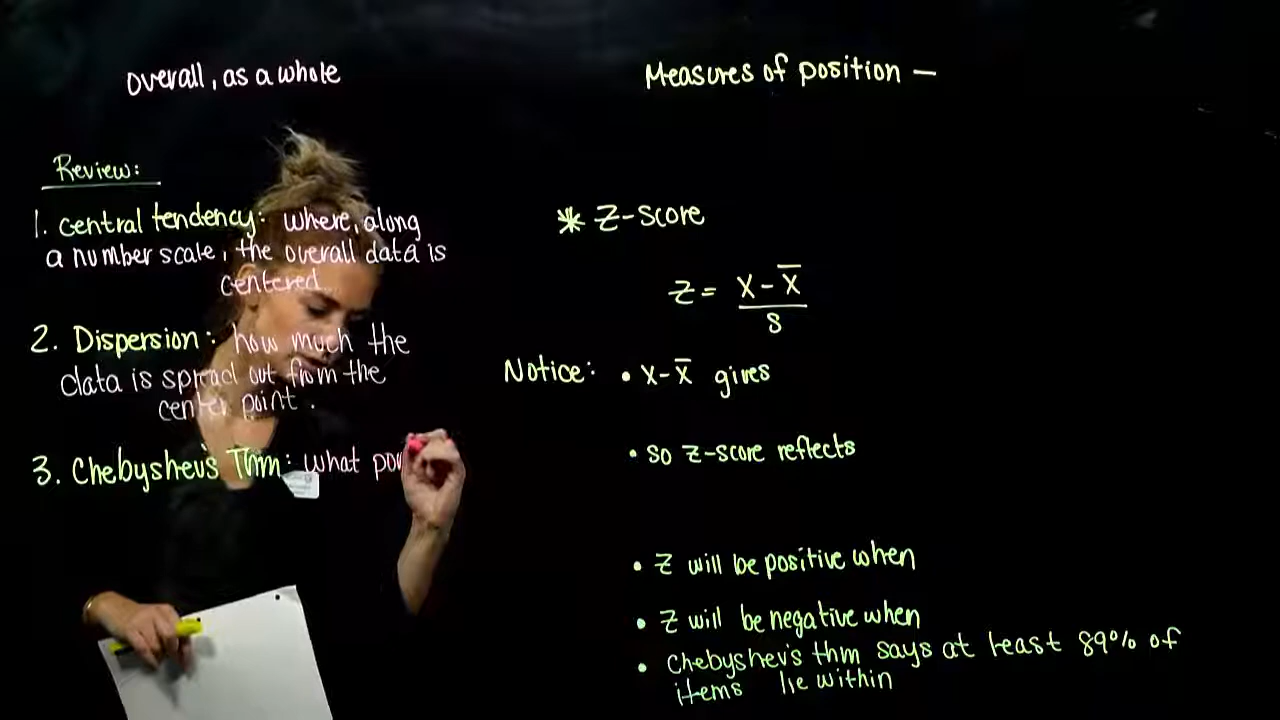 Overall, as a whole
Review:
1. Central tendency: where, along
a number scale, the overall data is
centered
2. Dispersion: how much the
data is spread out from the
center point.
3. Chebyshev's Thm: what
Measures of position —
* Z-score
Z = X - X̄
S
Notice: • X - X̄ gives
• so Z-score reflects
• Z will be positive when
• Z will be negative when
• Chebyshev's thm says at least 89% of
items lie within